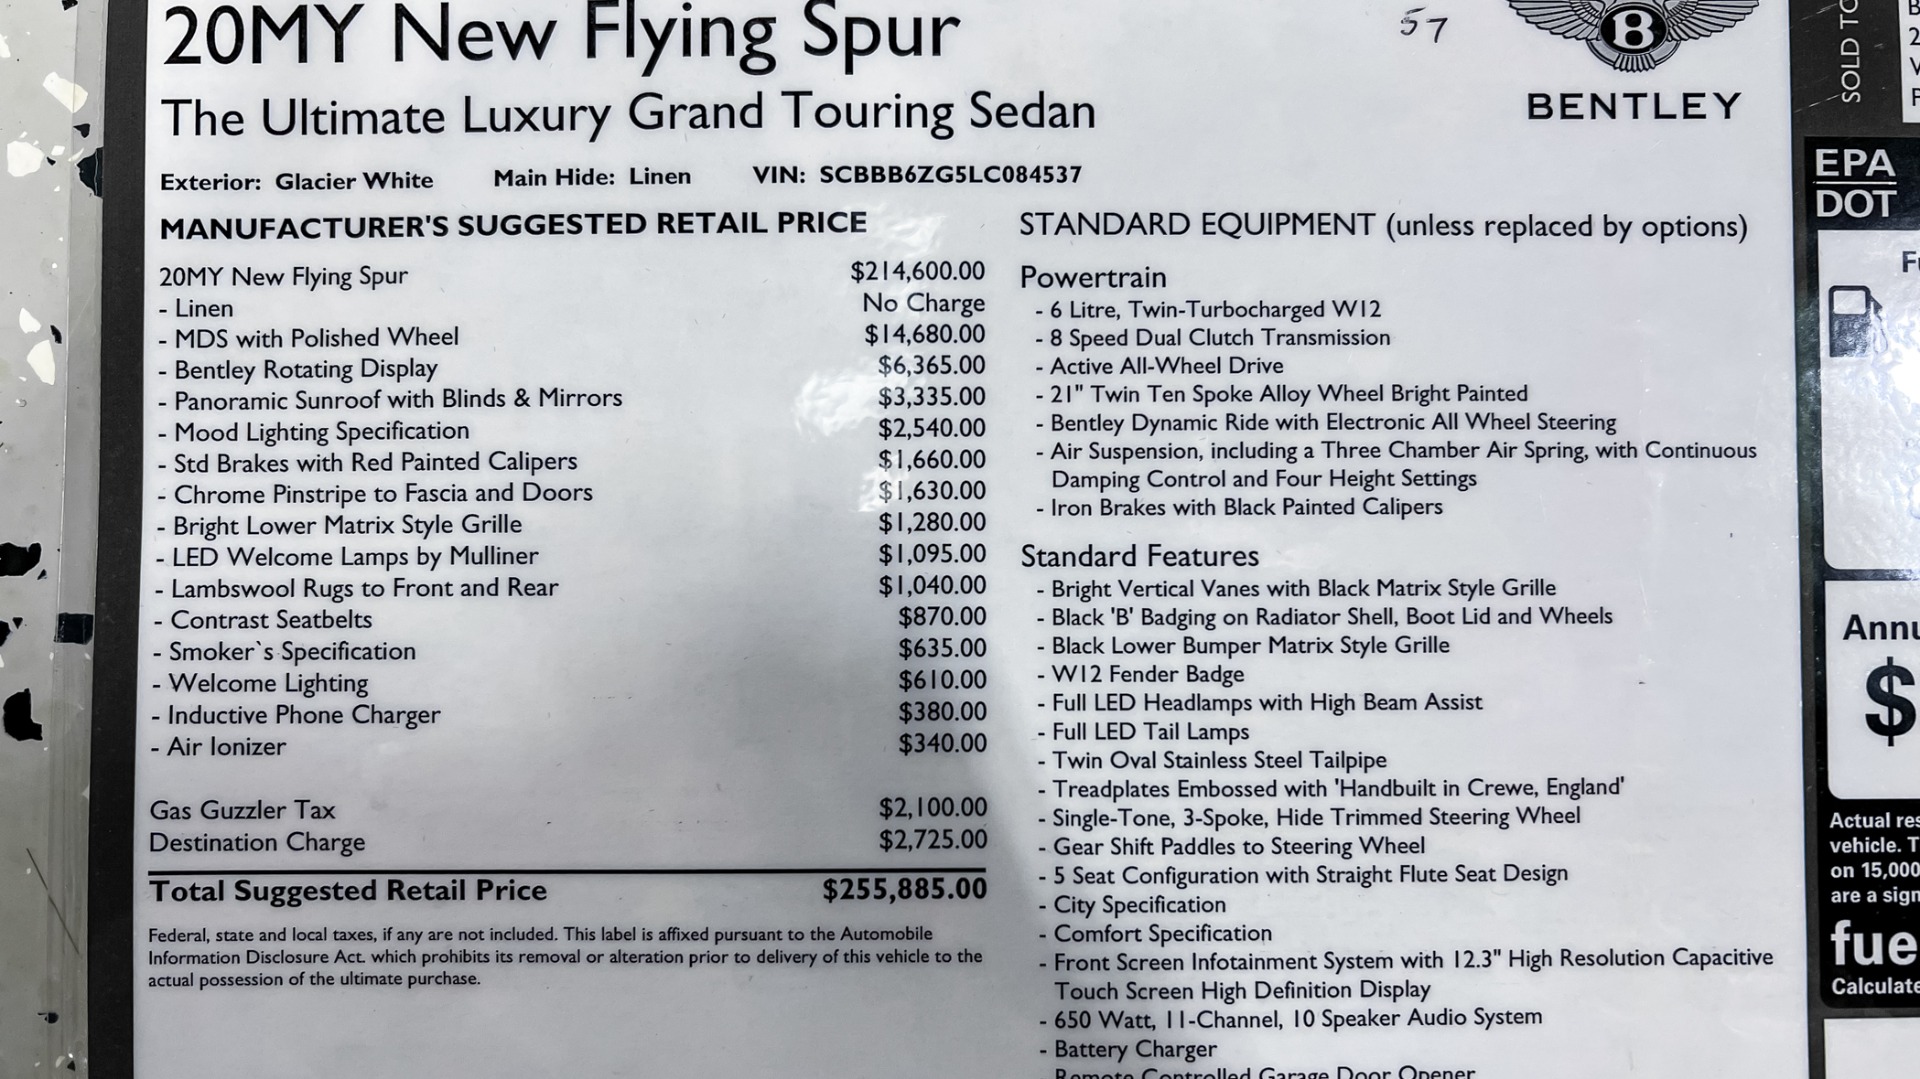 20MY New Flying Spur
57
B
The Ultimate Luxury Grand Touring Sedan
BENTLEY
Exterior: Glacier White Main Hide: Linen VIN: SCBBB6ZG5LC084537
MANUFACTURER'S SUGGESTED RETAIL PRICE
20MY New Flying Spur $214,600.00
- Linen No Charge
- MDS with Polished Wheel $14,680.00
- Bentley Rotating Display $6,365.00
- Panoramic Sunroof with Blinds & Mirrors $3,335.00
- Mood Lighting Specification $2,540.00
- Std Brakes with Red Painted Calipers $1,660.00
- Chrome Pinstripe to Fascia and Doors $1,630.00
- Bright Lower Matrix Style Grille $1,280.00
- LED Welcome Lamps by Mulliner $1,095.00
- Lambswool Rugs to Front and Rear $1,040.00
- Contrast Seatbelts $870.00
- Smoker`s Specification $635.00
- Welcome Lighting $610.00
- Inductive Phone Charger $380.00
- Air Ionizer $340.00
Gas Guzzler Tax $2,100.00
Destination Charge $2,725.00
Total Suggested Retail Price $255,885.00
Federal, state and local taxes, if any are not included. This label is affixed pursuant to the Automobile
Information Disclosure Act. which prohibits its removal or alteration prior to delivery of this vehicle to the
actual possession of the ultimate purchase.
STANDARD EQUIPMENT (unless replaced by options)
Powertrain
- 6 Litre, Twin-Turbocharged W12
- 8 Speed Dual Clutch Transmission
- Active All-Wheel Drive
- 21" Twin Ten Spoke Alloy Wheel Bright Painted
- Bentley Dynamic Ride with Electronic All Wheel Steering
- Air Suspension, including a Three Chamber Air Spring, with Continuous
Damping Control and Four Height Settings
- Iron Brakes with Black Painted Calipers
Standard Features
- Bright Vertical Vanes with Black Matrix Style Grille
- Black 'B' Badging on Radiator Shell, Boot Lid and Wheels
- Black Lower Bumper Matrix Style Grille
- W12 Fender Badge
- Full LED Headlamps with High Beam Assist
- Full LED Tail Lamps
- Twin Oval Stainless Steel Tailpipe
- Treadplates Embossed with 'Handbuilt in Crewe, England'
- Single-Tone, 3-Spoke, Hide Trimmed Steering Wheel
- Gear Shift Paddles to Steering Wheel
- 5 Seat Configuration with Straight Flute Seat Design
- City Specification
- Comfort Specification
- Front Screen Infotainment System with 12.3" High Resolution Capacitive
Touch Screen High Definition Display
- 650 Watt, 11-Channel, 10 Speaker Audio System
- Battery Charger
- Remote Controlled Garage Door Opener
SOLD TO
EPA
DOT
$
Actual res
vehicle. T
on 15,000
are a sign
fue
Calculate